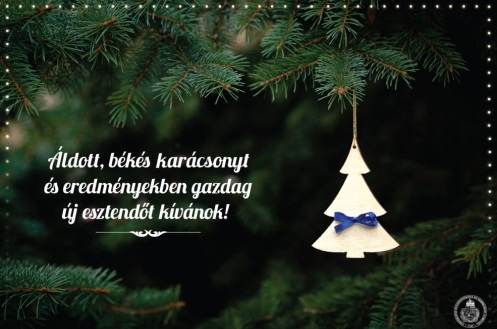 Áldott, békés karácsonyt
és eredményekben gazdag
új esztendőt kívánok!